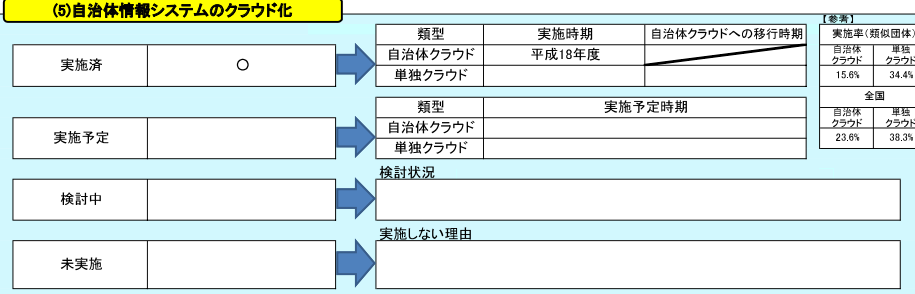 (5)自治体情報システムのクラウド化
実施済 ○
類型 実施時期 自治体クラウドへの移行時期
自治体クラウド 平成18年度
単独クラウド
【参考】
実施率(類似団体)
自治体クラウド 単独クラウド
15.6% 34.4%
全国
自治体クラウド 単独クラウド
23.6% 38.3%
実施予定
類型 実施予定時期
自治体クラウド
単独クラウド
検討中
検討状況
未実施
実施しない理由